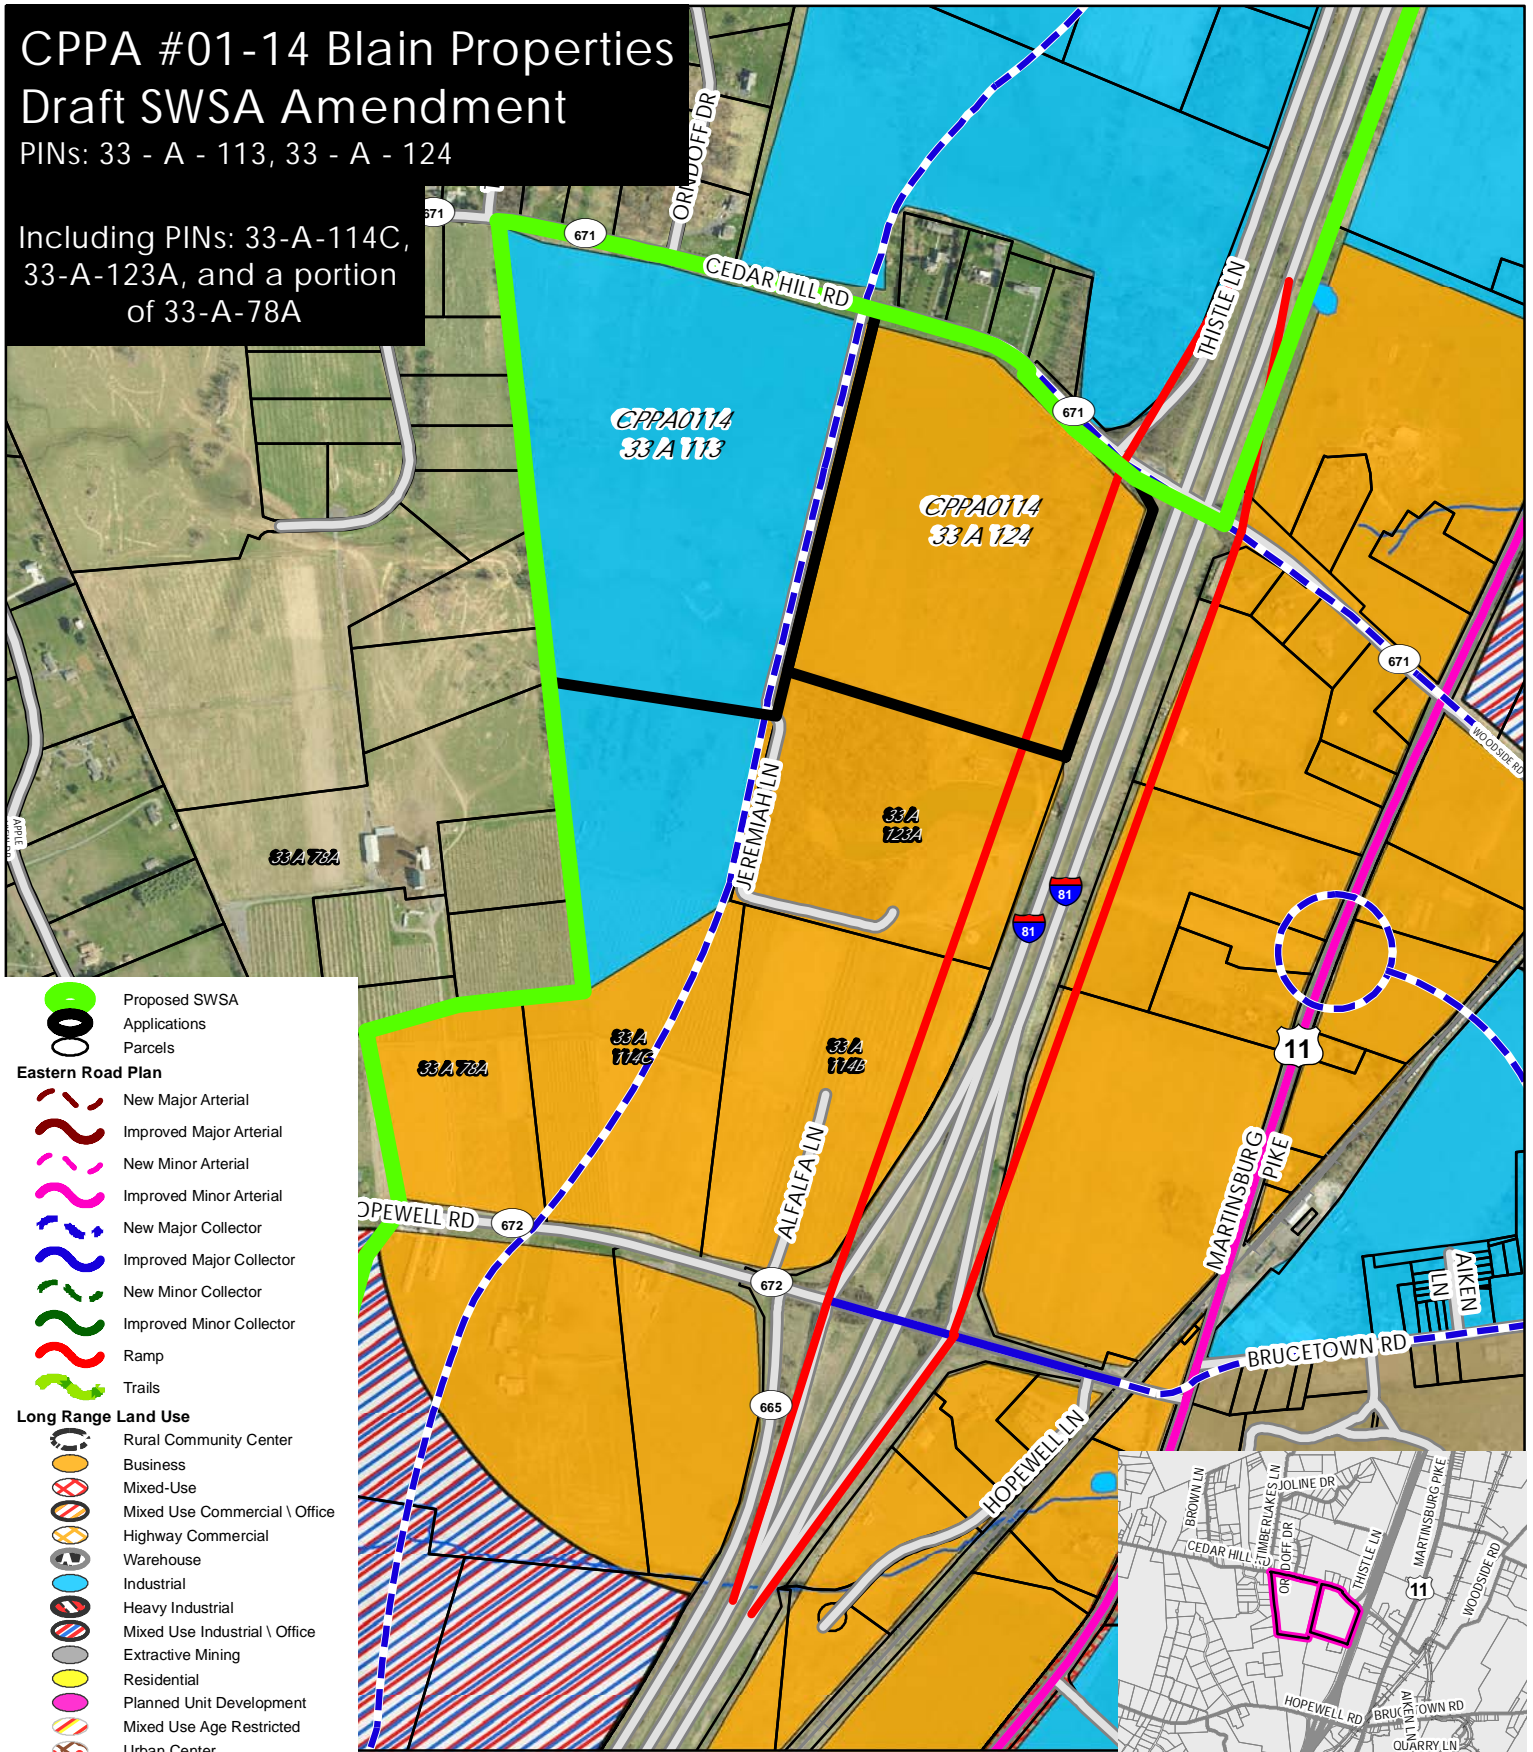 CPPA #01-14 Blain Properties
Draft SWSA Amendment
PINs: 33 - A - 113, 33 - A - 124
Including PINs: 33-A-114C,
33-A-123A, and a portion
of 33-A-78A
ORNDOFF DR
671
671
CEDAR HILL RD
THISTLE LN
671
CPPA0114
33 A 113
CPPA0114
33 A 124
671
WOODSIDE RD
JEREMIAH LN
33 A
123A
33 A 78A
APPLE
81
81
33 A 78A
33 A
114C
33 A
114B
11
MARTINSBURG
PIKE
ALFALFA LN
OPEWELL RD
672
672
AIKEN
LN
BRUCETOWN RD
665
HOPEWELL LN
Proposed SWSA
Applications
Parcels
Eastern Road Plan
New Major Arterial
Improved Major Arterial
New Minor Arterial
Improved Minor Arterial
New Major Collector
Improved Major Collector
New Minor Collector
Improved Minor Collector
Ramp
Trails
Long Range Land Use
Rural Community Center
Business
Mixed-Use
Mixed Use Commercial \ Office
Highway Commercial
Warehouse
Industrial
Heavy Industrial
Mixed Use Industrial \ Office
Extractive Mining
Residential
Planned Unit Development
Mixed Use Age Restricted
Urban Center
BROWN LN
TIMBERLAKES LN
JOLINE DR
ORNDOFF DR
CEDAR HILL
THISTLE LN
MARTINSBURG PIKE
11
WOODSIDE RD
HOPEWELL RD
BRUCETOWN RD
AIKEN LN
QUARRY LN